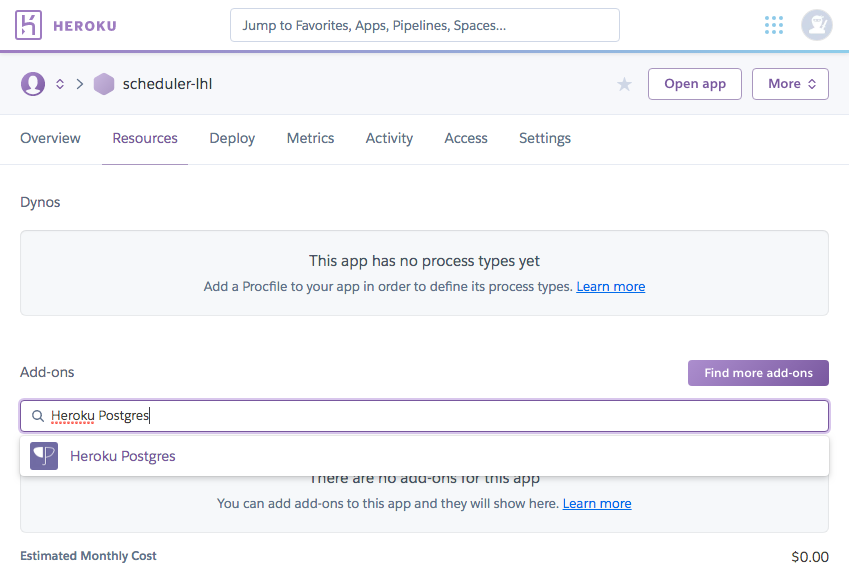 HEROKU
Jump to Favorites, Apps, Pipelines, Spaces...
scheduler-lhl
Open app
More
Overview Resources Deploy Metrics Activity Access Settings
Dynos
This app has no process types yet
Add a Procfile to your app in order to define its process types. Learn more
Add-ons
Find more add-ons
Heroku Postgres
Heroku Postgres
There are no add-ons for this app
You can add add-ons to this app and they will show here. Learn more
Estimated Monthly Cost $0.00